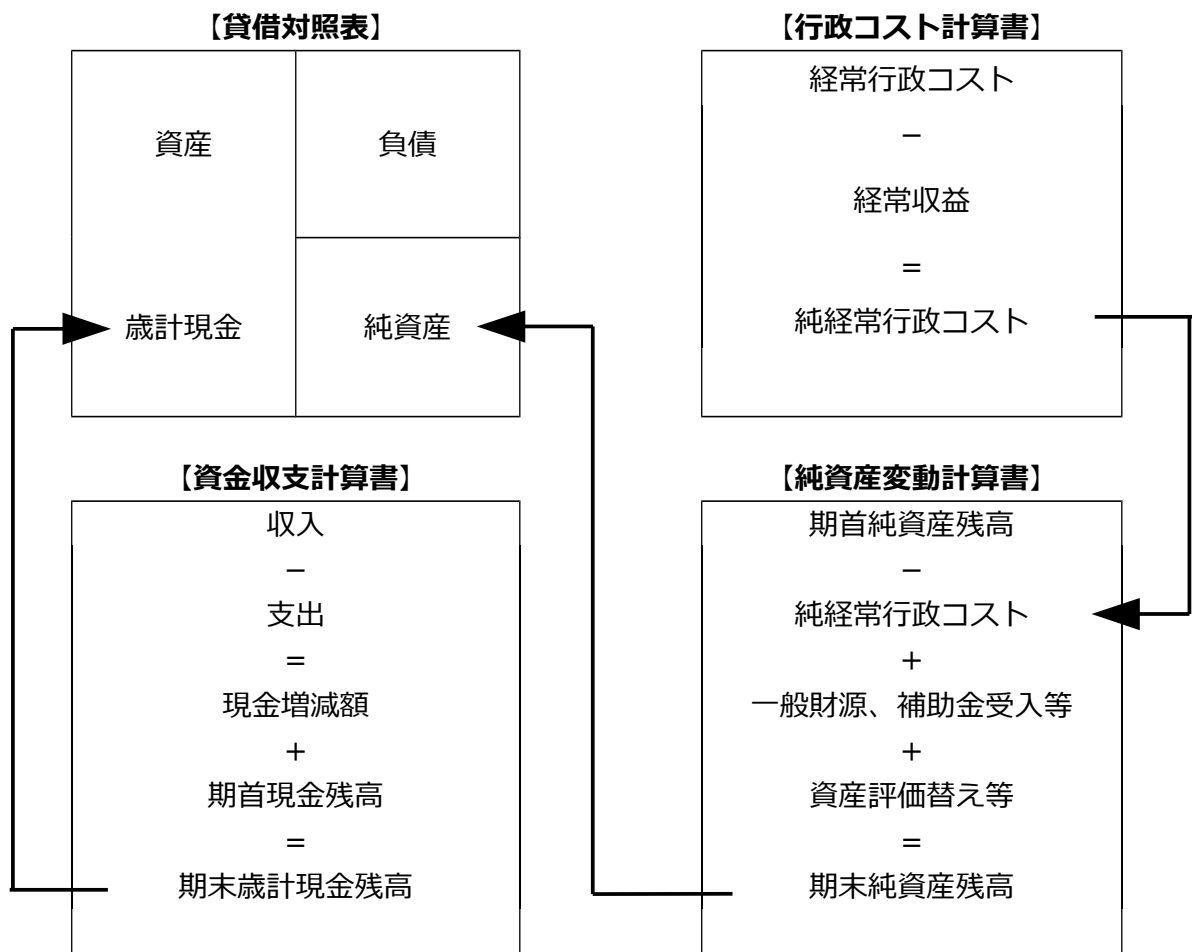 【貸借対照表】
資産
負債
歳計現金
純資産
【行政コスト計算書】
経常行政コスト
−
経常収益
=
純経常行政コスト
【資金収支計算書】
収入
−
支出
=
現金増減額
+
期首現金残高
=
期末歳計現金残高
【純資産変動計算書】
期首純資産残高
−
純経常行政コスト
+
一般財源、補助金受入等
+
資産評価替え等
=
期末純資産残高